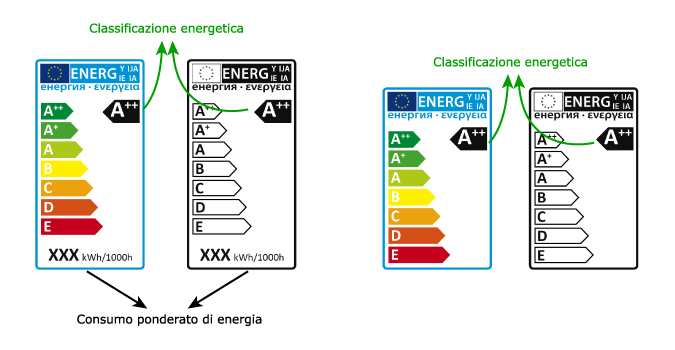 Classificazione energetica
ENERG Y IJA
IE IA
енергия · ενεργεια
A++
A++
A+
A
B
C
D
E
XXX kWh/1000h
ENERG Y IJA
IE IA
енергия · ενεργεια
A++
A++
A+
A
B
C
D
E
XXX kWh/1000h
Consumo ponderato di energia
Classificazione energetica
ENERG Y IJA
IE IA
енергия · ενεργεια
A++
A++
A+
A
B
C
D
E
ENERG Y IJA
IE IA
енергия · ενεργεια
A++
A++
A+
A
B
C
D
E